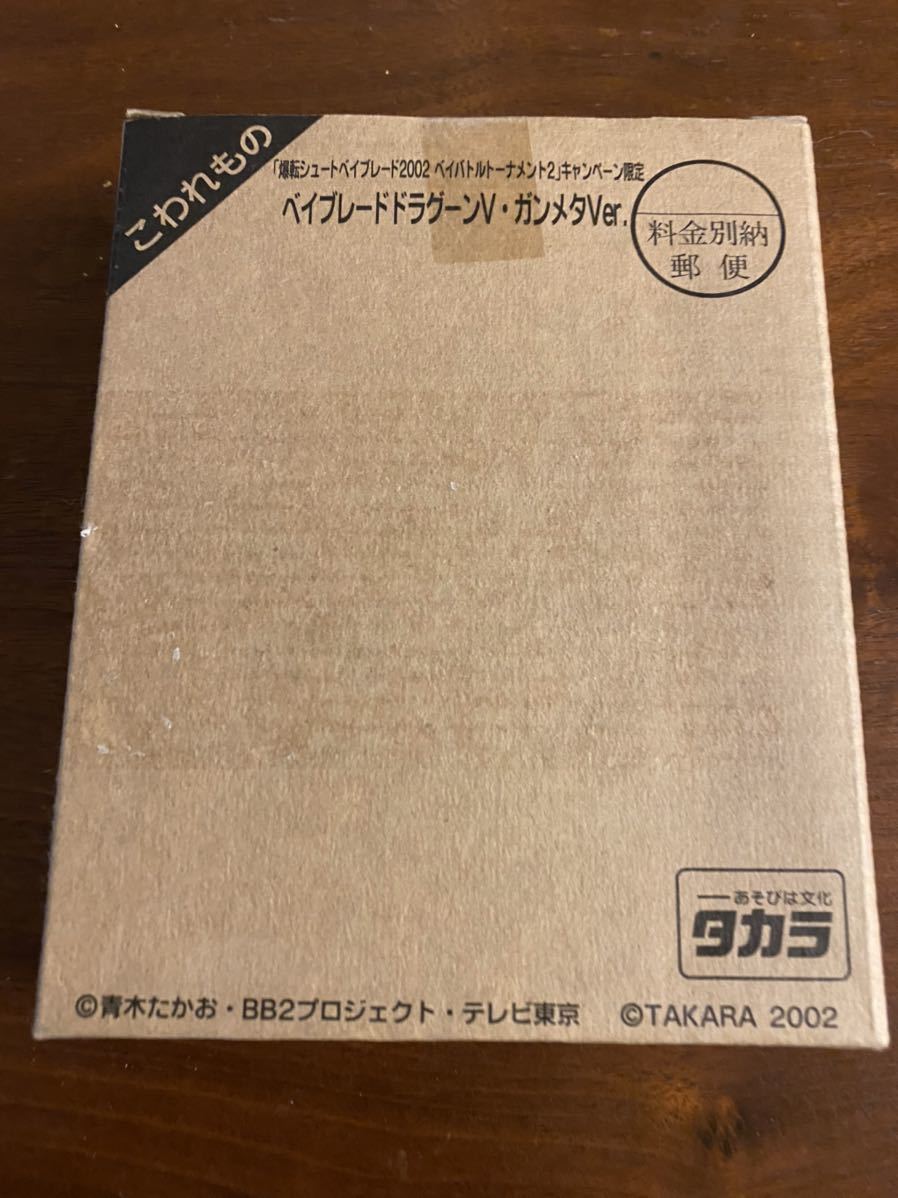 こわれもの
「爆転シュートベイブレード2002 ベイバトルトーナメント2」キャンペーン限定
ベイブレードドラグーンV・ガンメタVer.
料金別納
郵便
あそびは文化
タカラ
©青木たかお・BB2プロジェクト・テレビ東京 ©TAKARA 2002